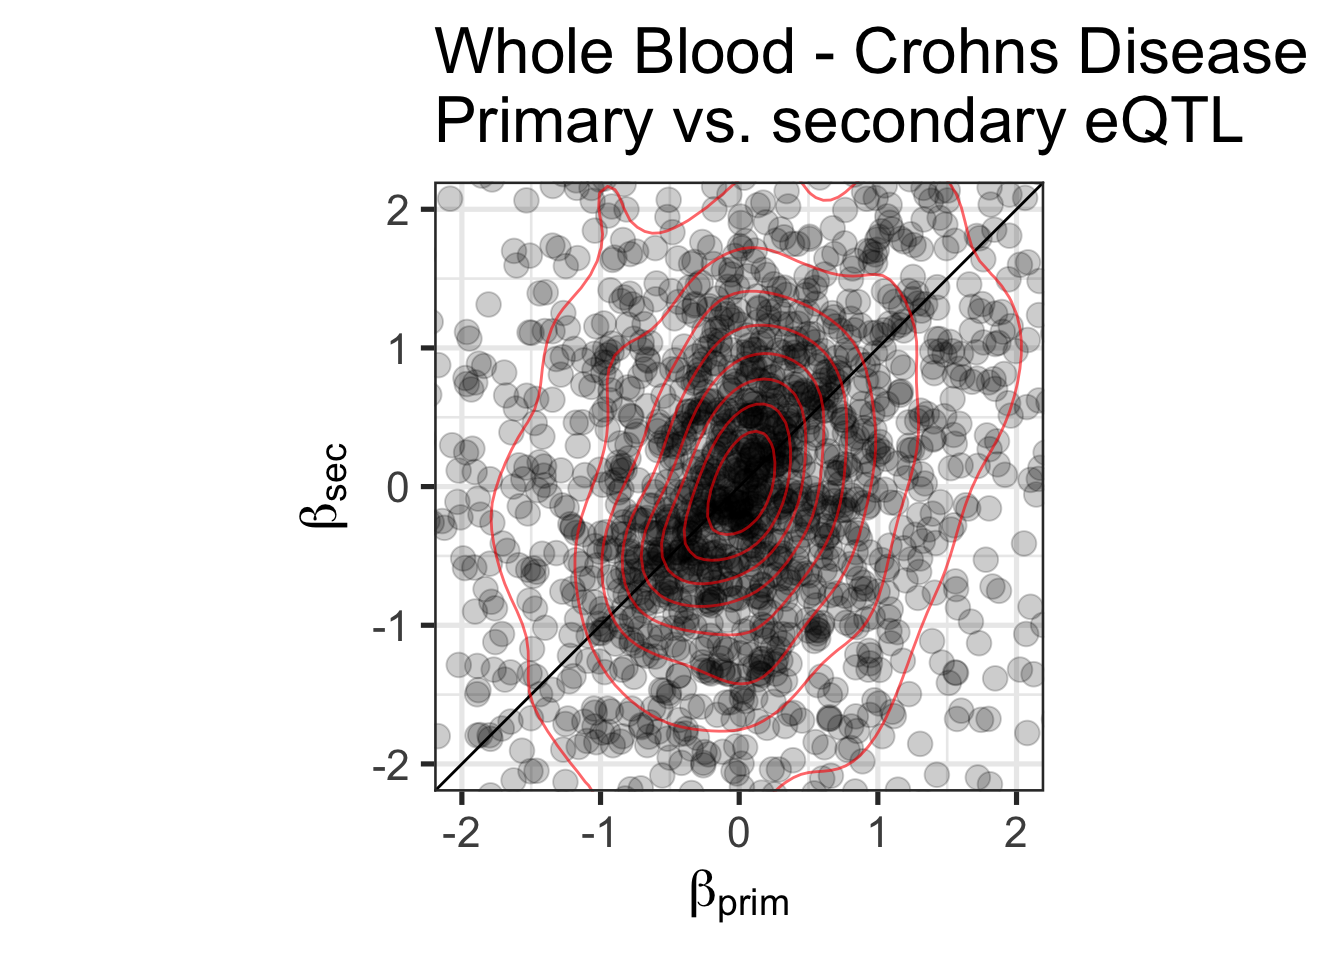 Whole Blood - Crohns Disease
Primary vs. secondary eQTL
2
1
0
-1
-2
βsec
-2 -1 0 1 2
βprim